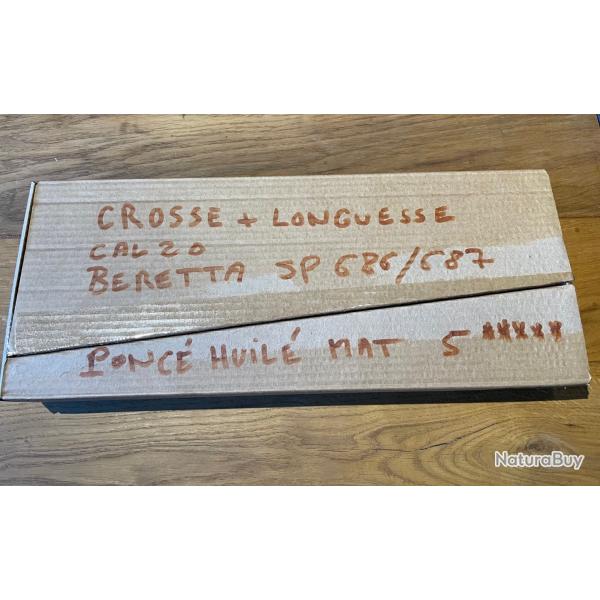 CROSSE + LONGUESSE
CAL 20
BERETTA SP 686/687
PONCÉ HUILÉ MAT 5 *****
NaturaBuy